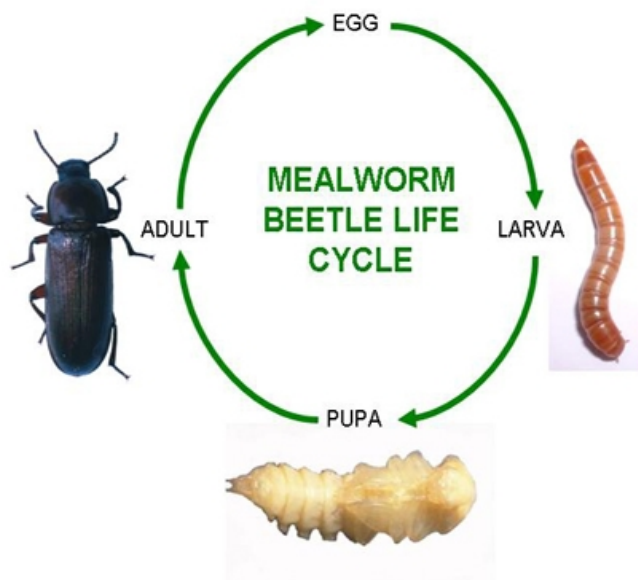 EGG
MEALWORM
BEETLE LIFE
CYCLE
ADULT
LARVA
PUPA